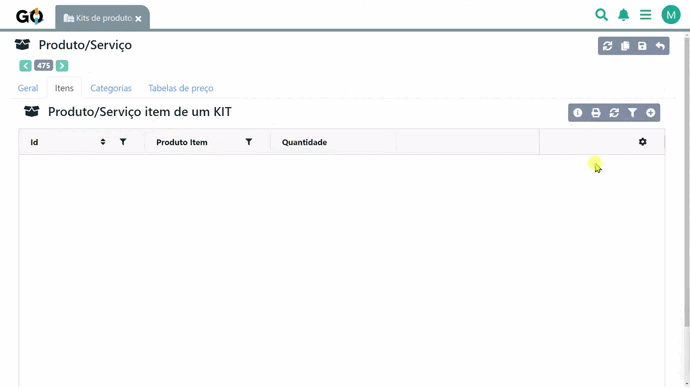 GO
Kits de produto
M
Produto/Serviço
475
Geral
Itens
Categorias
Tabelas de preço
Produto/Serviço item de um KIT
Id
Produto Item
Quantidade